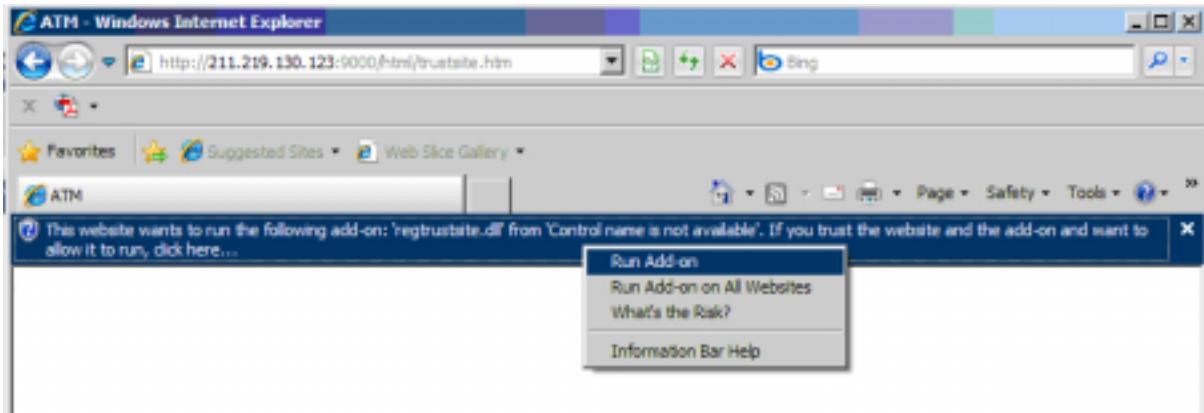 ATM - Windows Internet Explorer
http://211.219.130.123:9000/html/trustsite.htm
Bing
Favorites
Suggested Sites
Web Slice Gallery
ATM
Page
Safety
Tools
This website wants to run the following add-on: 'regtrustsite.dll' from 'Control name is not available'. If you trust the website and the add-on and want to
allow it to run, click here...
Run Add-on
Run Add-on on All Websites
What's the Risk?
Information Bar Help